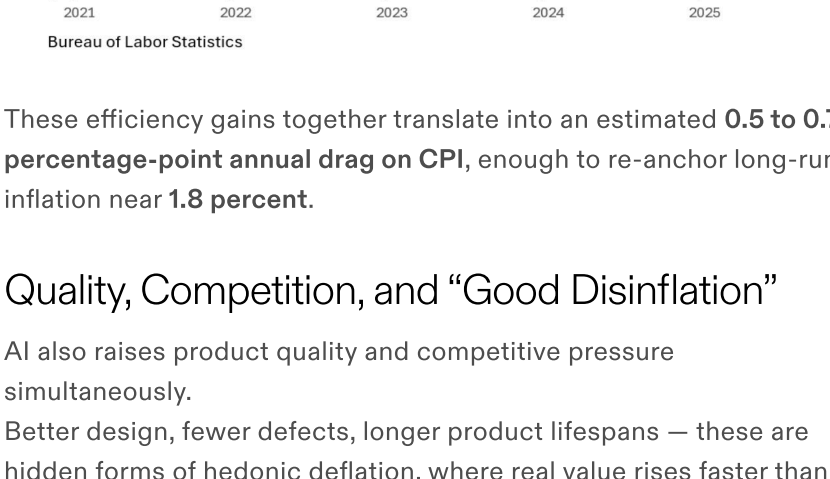 2021 2022 2023 2024 2025
Bureau of Labor Statistics
These efficiency gains together translate into an estimated 0.5 to 0.7
percentage-point annual drag on CPI, enough to re-anchor long-run
inflation near 1.8 percent.
Quality, Competition, and “Good Disinflation”
AI also raises product quality and competitive pressure
simultaneously.
Better design, fewer defects, longer product lifespans — these are
hidden forms of hedonic deflation, where real value rises faster than